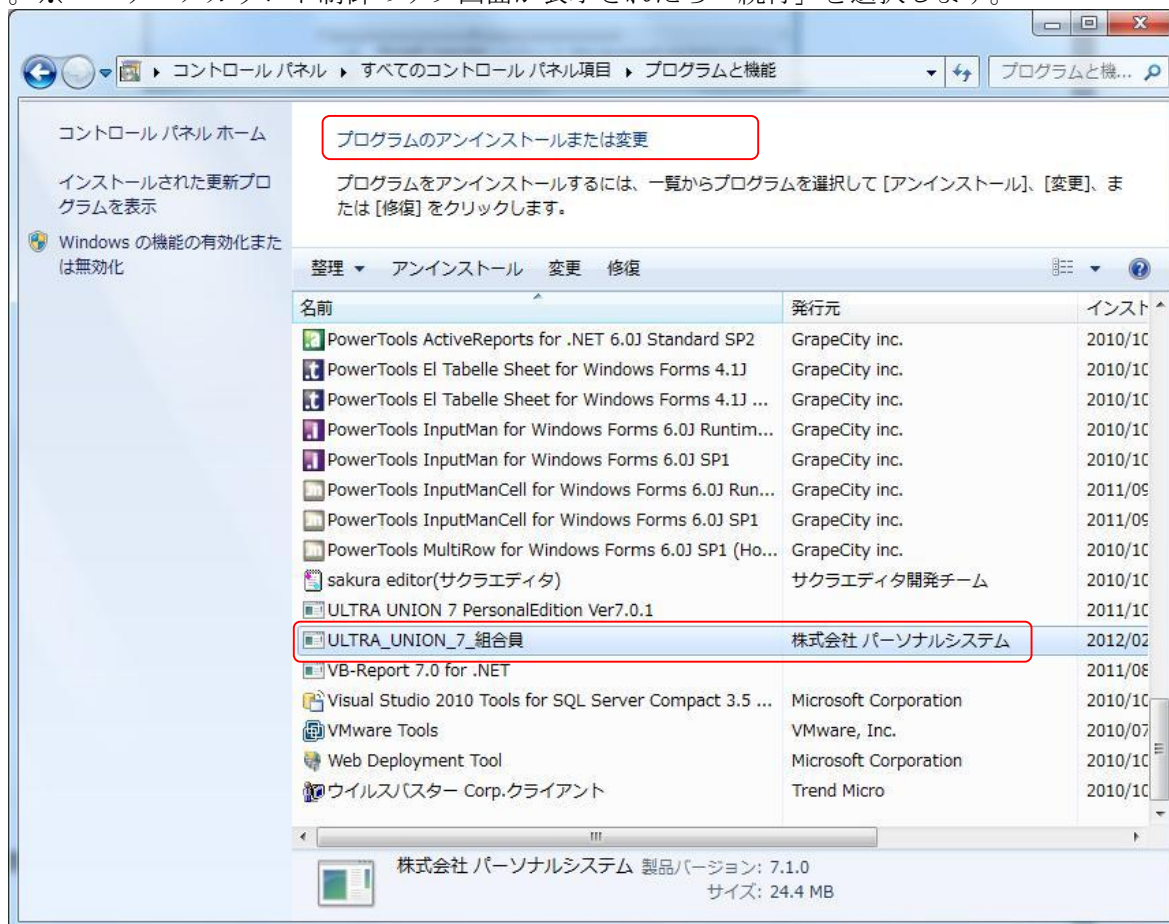 コントロール パネル ▸ すべてのコントロール パネル項目 ▸ プログラムと機能
プログラムと機... 
コントロール パネル ホーム
インストールされた更新プロ
グラムを表示
Windows の機能の有効化また
は無効化
プログラムのアンインストールまたは変更
プログラムをアンインストールするには、一覧からプログラムを選択して [アンインストール]、[変更]、ま
たは [修復] をクリックします。
整理 アンインストール 変更 修復
名前 発行元 インスト
PowerTools ActiveReports for .NET 6.0J Standard SP2 GrapeCity inc. 2010/10
PowerTools El Tabelle Sheet for Windows Forms 4.1J GrapeCity inc. 2010/10
PowerTools El Tabelle Sheet for Windows Forms 4.1J ... GrapeCity inc. 2010/10
PowerTools InputMan for Windows Forms 6.0J Runtim... GrapeCity inc. 2010/10
PowerTools InputMan for Windows Forms 6.0J SP1 GrapeCity inc. 2010/10
PowerTools InputManCell for Windows Forms 6.0J Run... GrapeCity inc. 2011/09
PowerTools InputManCell for Windows Forms 6.0J SP1 GrapeCity inc. 2011/09
PowerTools MultiRow for Windows Forms 6.0J SP1 (Ho... GrapeCity inc. 2010/10
sakura editor(サクラエディタ) サクラエディタ開発チーム 2010/10
ULTRA UNION 7 PersonalEdition Ver7.0.1 2011/10
ULTRA_UNION_7_組合員 株式会社 パーソナルシステム 2012/02
VB-Report 7.0 for .NET 2011/08
Visual Studio 2010 Tools for SQL Server Compact 3.5 ... Microsoft Corporation 2010/10
VMware Tools VMware, Inc. 2010/07
Web Deployment Tool Microsoft Corporation 2010/10
ウイルスバスター Corp.クライアント Trend Micro 2010/10
株式会社 パーソナルシステム 製品バージョン: 7.1.0
サイズ: 24.4 MB